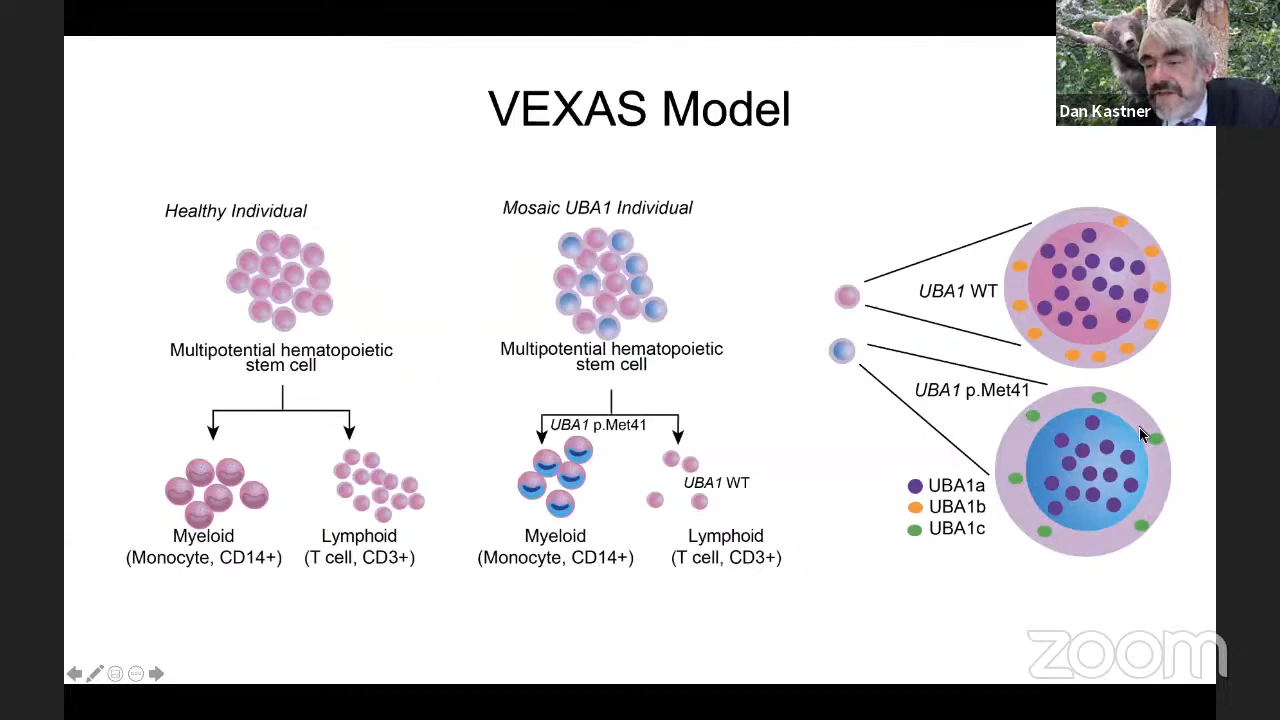 VEXAS Model
Dan Kastner
Healthy Individual
Multipotential hematopoietic
stem cell
Myeloid
(Monocyte, CD14+)
Lymphoid
(T cell, CD3+)
Mosaic UBA1 Individual
Multipotential hematopoietic
stem cell
UBA1 p.Met41
UBA1 WT
Myeloid
(Monocyte, CD14+)
Lymphoid
(T cell, CD3+)
UBA1 WT
UBA1 p.Met41
UBA1a
UBA1b
UBA1c
zoom